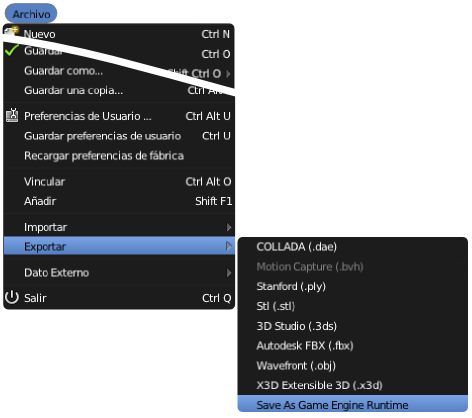 Archivo
Nuevo Ctrl N
Guardar Ctrl O
Guardar como... Shift Ctrl O
Guardar una copia... Ctrl Alt
Preferencias de Usuario ... Ctrl Alt U
Guardar preferencias de usuario Ctrl U
Recargar preferencias de fábrica
Vincular Ctrl Alt O
Añadir Shift F1
Importar
Exportar
Dato Externo
Salir Ctrl Q
COLLADA (.dae)
Motion Capture (.bvh)
Stanford (.ply)
Stl (.stl)
3D Studio (.3ds)
Autodesk FBX (.fbx)
Wavefront (.obj)
X3D Extensible 3D (.x3d)
Save As Game Engine Runtime